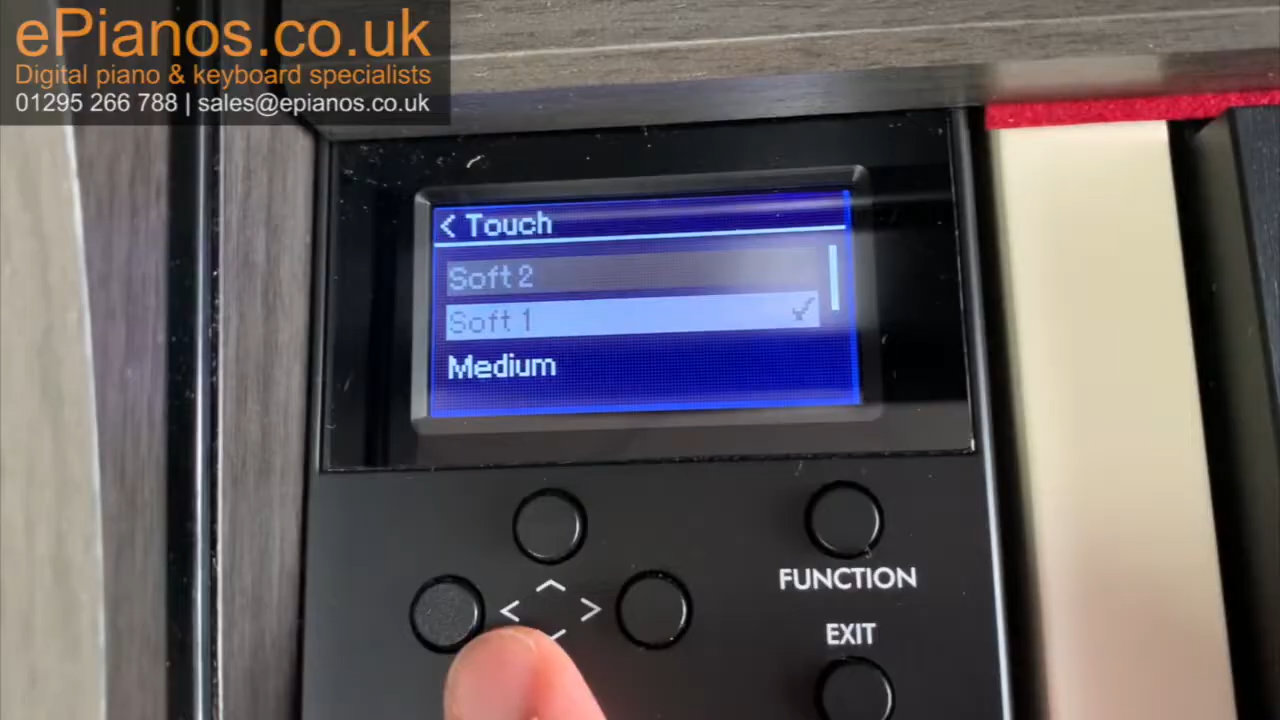 ePianos.co.uk
Digital piano & keyboard specialists
01295 266 788 | sales@epianos.co.uk
< Touch
Soft 2
Soft 1 ✓
Medium
FUNCTION
EXIT